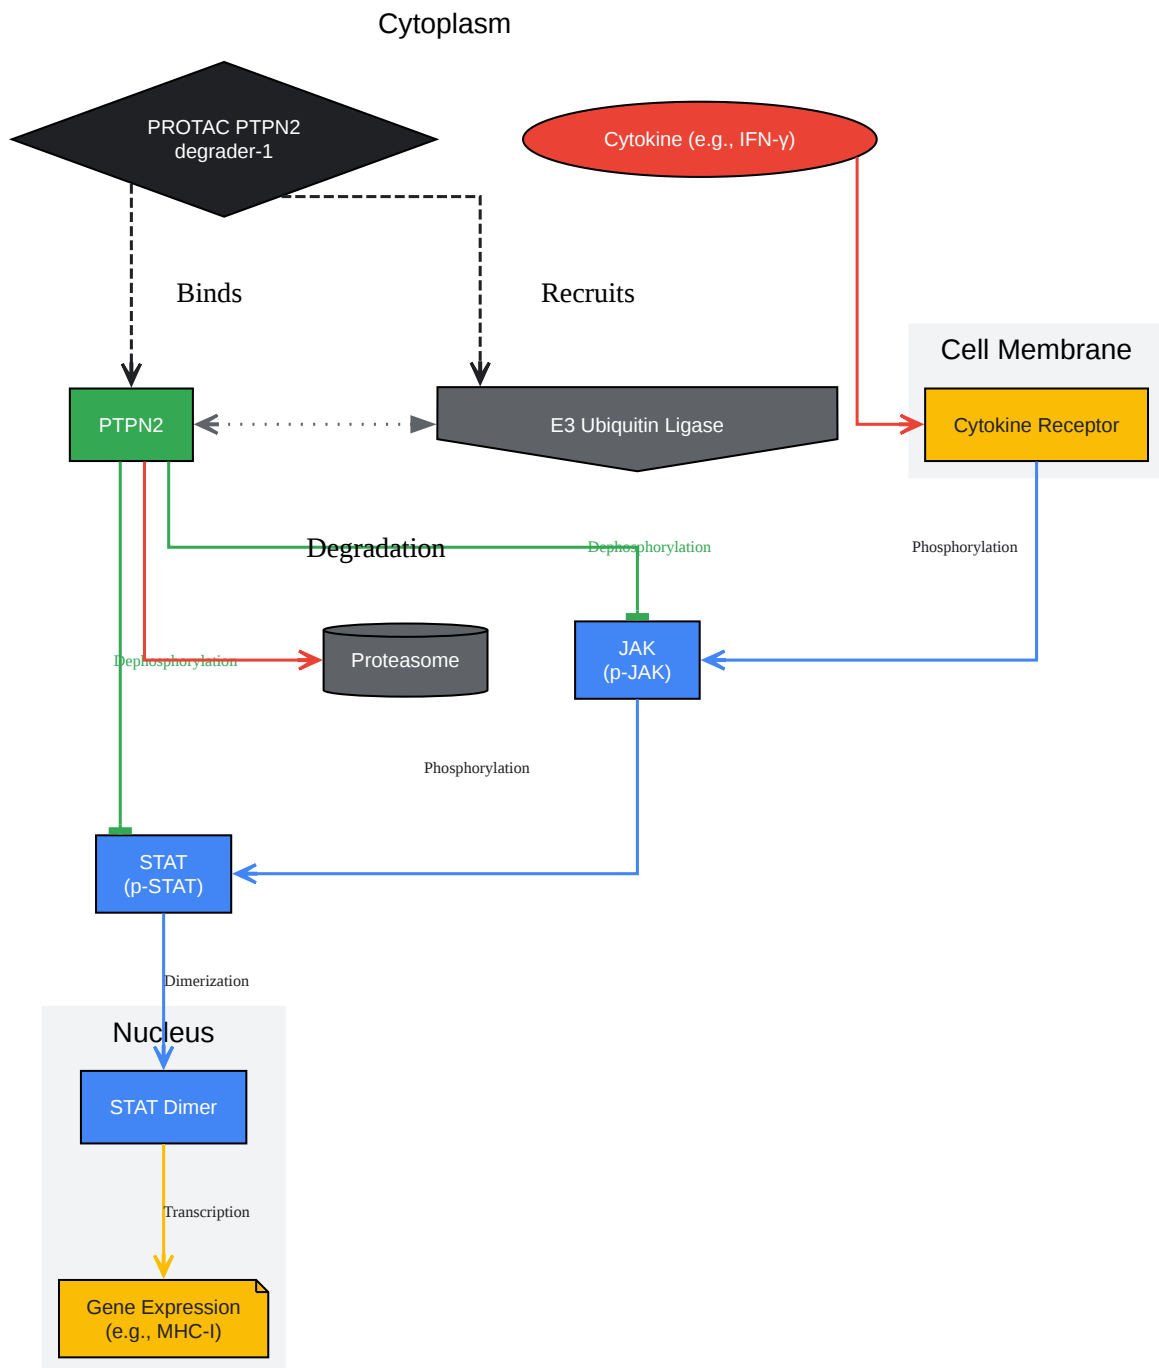 Cytoplasm
PROTAC PTPN2
degrader-1
Cytokine (e.g., IFN-γ)
Binds
Recruits
Cell Membrane
PTPN2
E3 Ubiquitin Ligase
Cytokine Receptor
Degradation
Dephosphorylation
Phosphorylation
JAK
(p-JAK)
Dephosphorylation
Proteasome
Phosphorylation
STAT
(p-STAT)
Dimerization
Nucleus
STAT Dimer
Transcription
Gene Expression
(e.g., MHC-I)